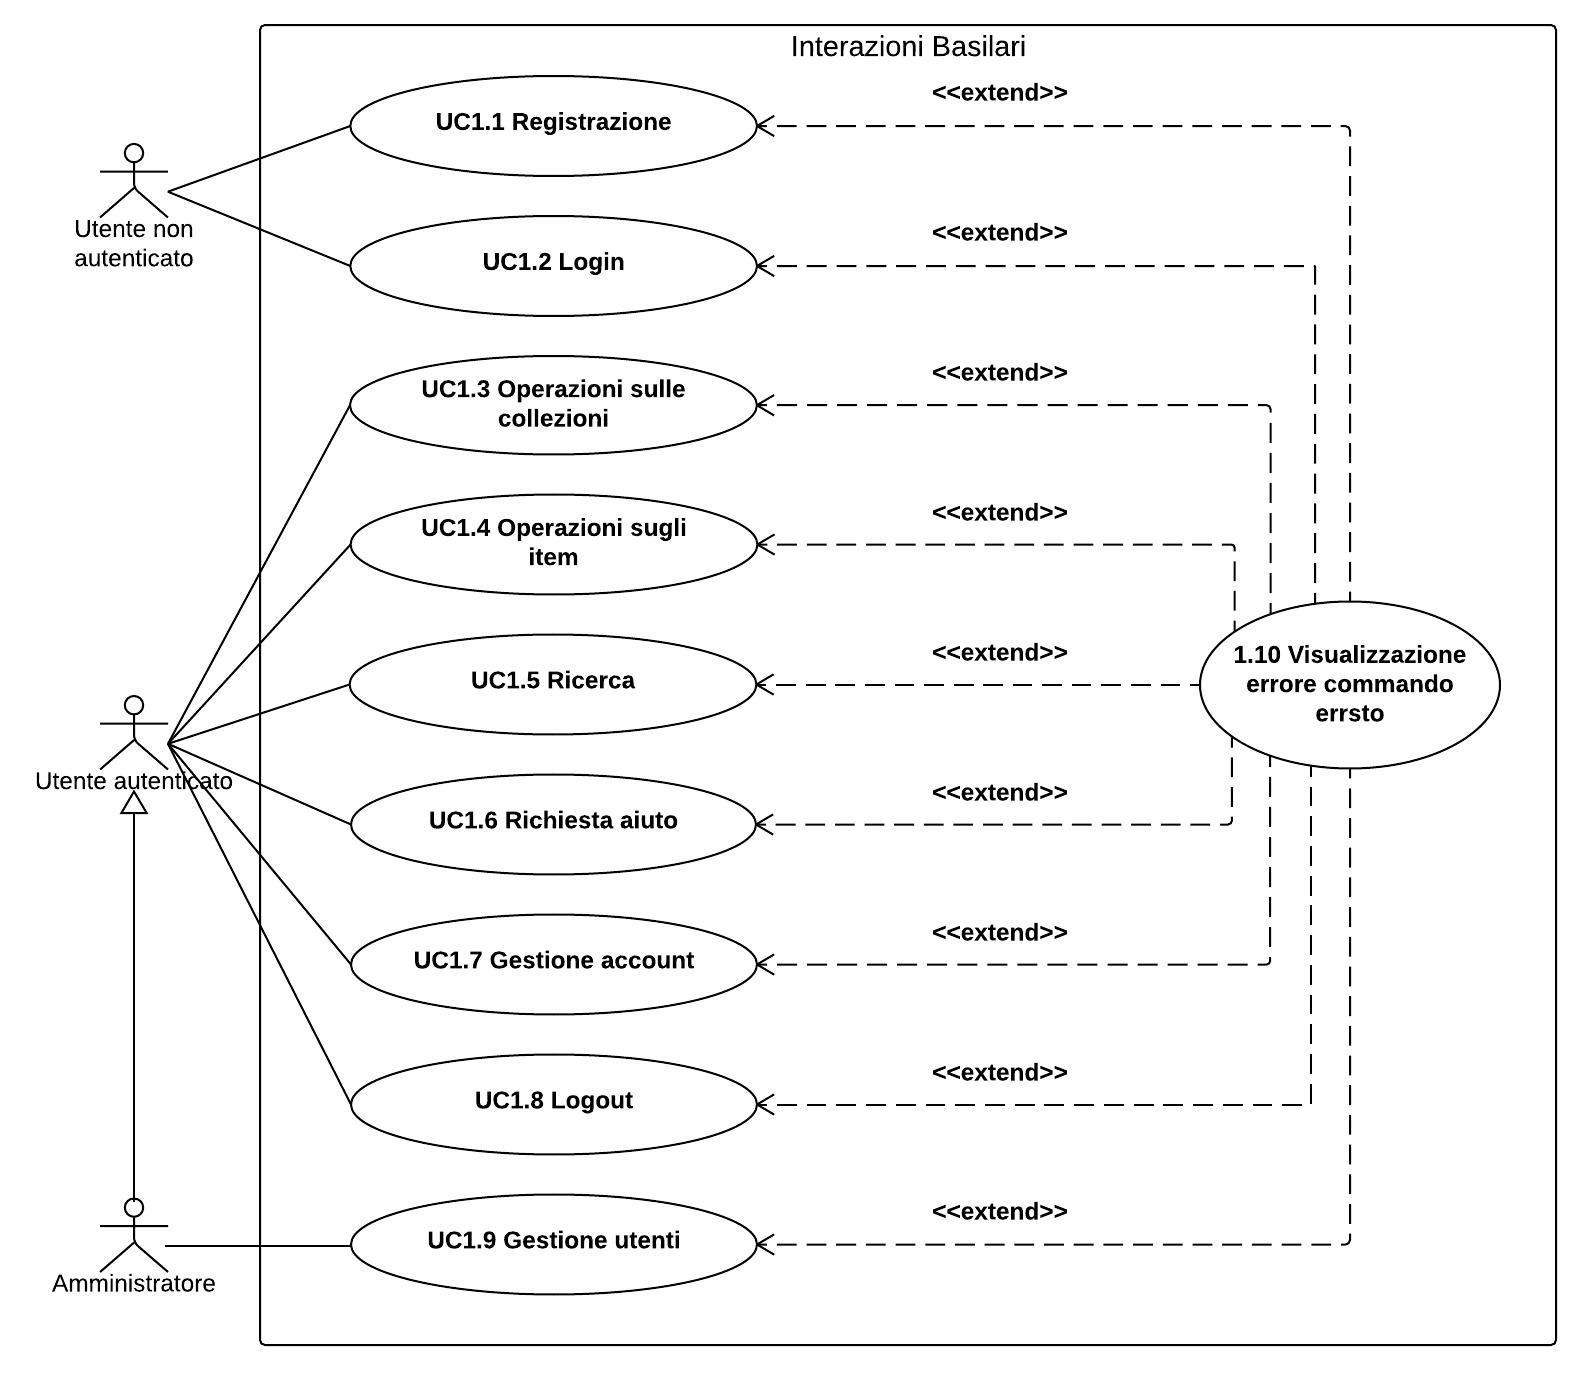 Interazioni Basilari
<<extend>>
UC1.1 Registrazione
Utente non
autenticato
<<extend>>
UC1.2 Login
<<extend>>
UC1.3 Operazioni sulle
collezioni
<<extend>>
UC1.4 Operazioni sugli
item
<<extend>>
UC1.5 Ricerca
1.10 Visualizzazione
errore commando
errsto
Utente autenticato
<<extend>>
UC1.6 Richiesta aiuto
<<extend>>
UC1.7 Gestione account
<<extend>>
UC1.8 Logout
<<extend>>
UC1.9 Gestione utenti
Amministratore